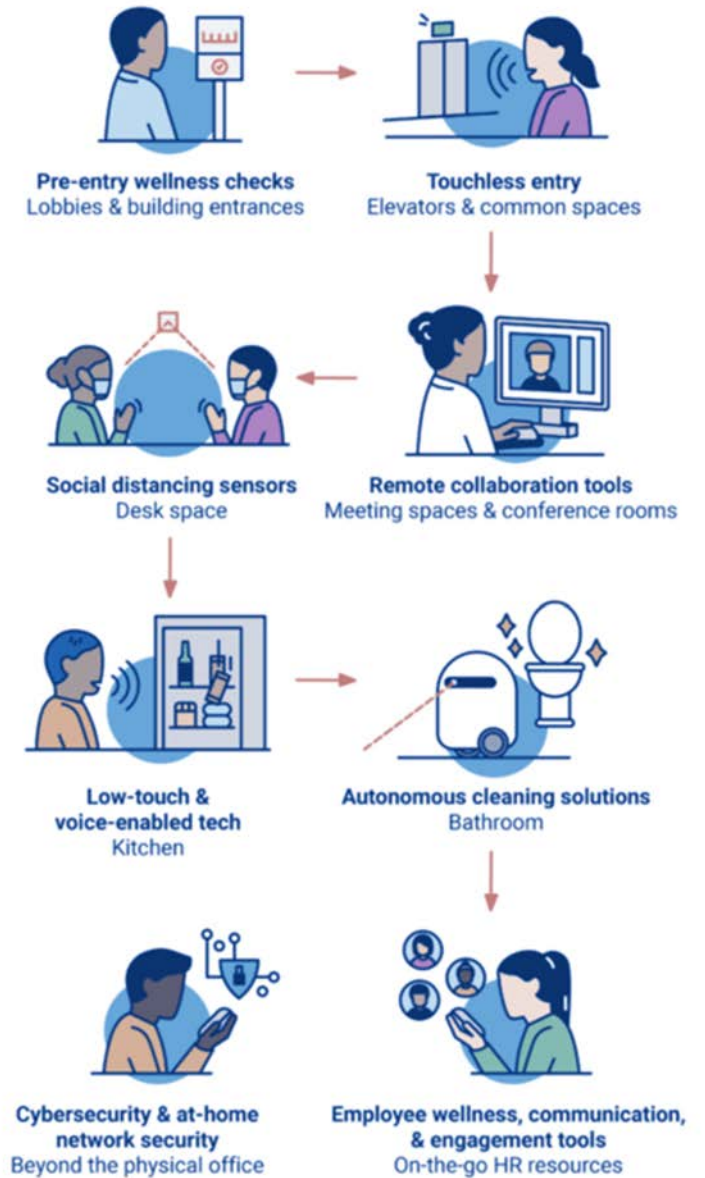 Pre-entry wellness checks
Lobbies & building entrances
Touchless entry
Elevators & common spaces
Social distancing sensors
Desk space
Remote collaboration tools
Meeting spaces & conference rooms
Low-touch &
voice-enabled tech
Kitchen
Autonomous cleaning solutions
Bathroom
Cybersecurity & at-home
network security
Beyond the physical office
Employee wellness, communication,
& engagement tools
On-the-go HR resources